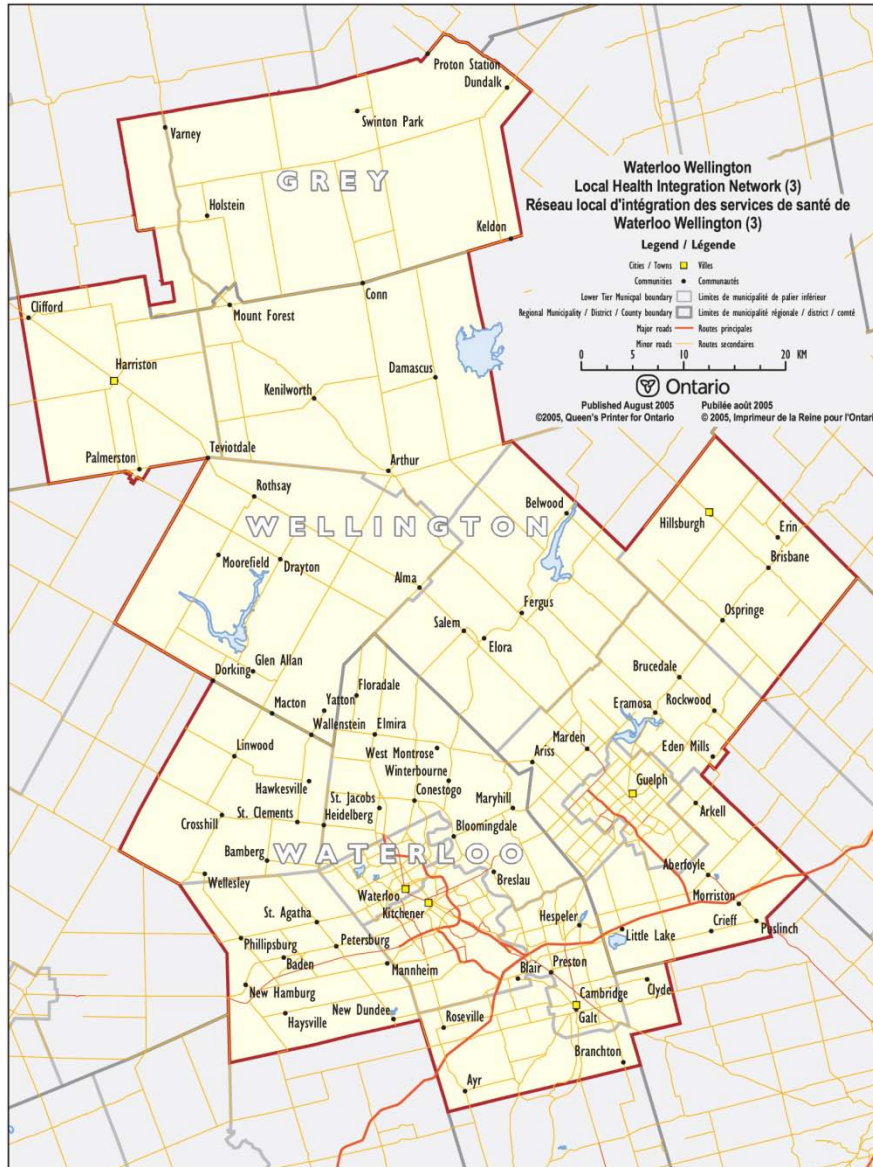 Proton Station
Dundalk
Swinton Park
Varney
GREY
Holstein
Keldon
Waterloo Wellington
Local Health Integration Network (3)
Réseau local d'intégration des services de santé de
Waterloo Wellington (3)
Legend / Légende
Cities / Towns Villes
Communities Communautés
Lower Tier Municpal boundary Limites de municipalité de palier inférieur
Regional Municipality / District / County boundary Limites de municipalité régionale / district / comté
Major roads Routes principales
Minor roads Routes secondaires
0 5 10 20 KM
Ontario
Published August 2005 Publiée août 2005
©2005, Queen's Printer for Ontario © 2005, Imprimeur de la Reine pour l'Ontari
Conn
Clifford
Mount Forest
Harriston
Damascus
Kenilworth
Teviotdale
Palmerston
Arthur
Rothsay
Belwood
WELLINGTON
Hillsburgh
Erin
Brisbane
Moorefield
Drayton
Alma
Fergus
Salem
Elora
Ospringe
Glen Allan
Dorking
Brucedale
Floradale
Yatton
Macton
Eramosa
Rockwood
Wallenstein
Elmira
Marden
Linwood
West Montrose
Ariss
Eden Mills
Winterbourne
Hawkesville
Conestogo
Guelph
St. Jacobs
Maryhill
St. Clements
Heidelberg
Arkell
Crosshill
Bloomingdale
Bamberg
WATERLOO
Aberfoyle
Wellesley
Breslau
Waterloo
Kitchener
Morriston
St. Agatha
Hespeler
Crieff
Puslinch
Little Lake
Phillipsburg
Petersburg
Baden
Mannheim
Preston
Blair
New Hamburg
Clyde
Cambridge
Galt
Haysville
New Dundee
Roseville
Branchton
Ayr